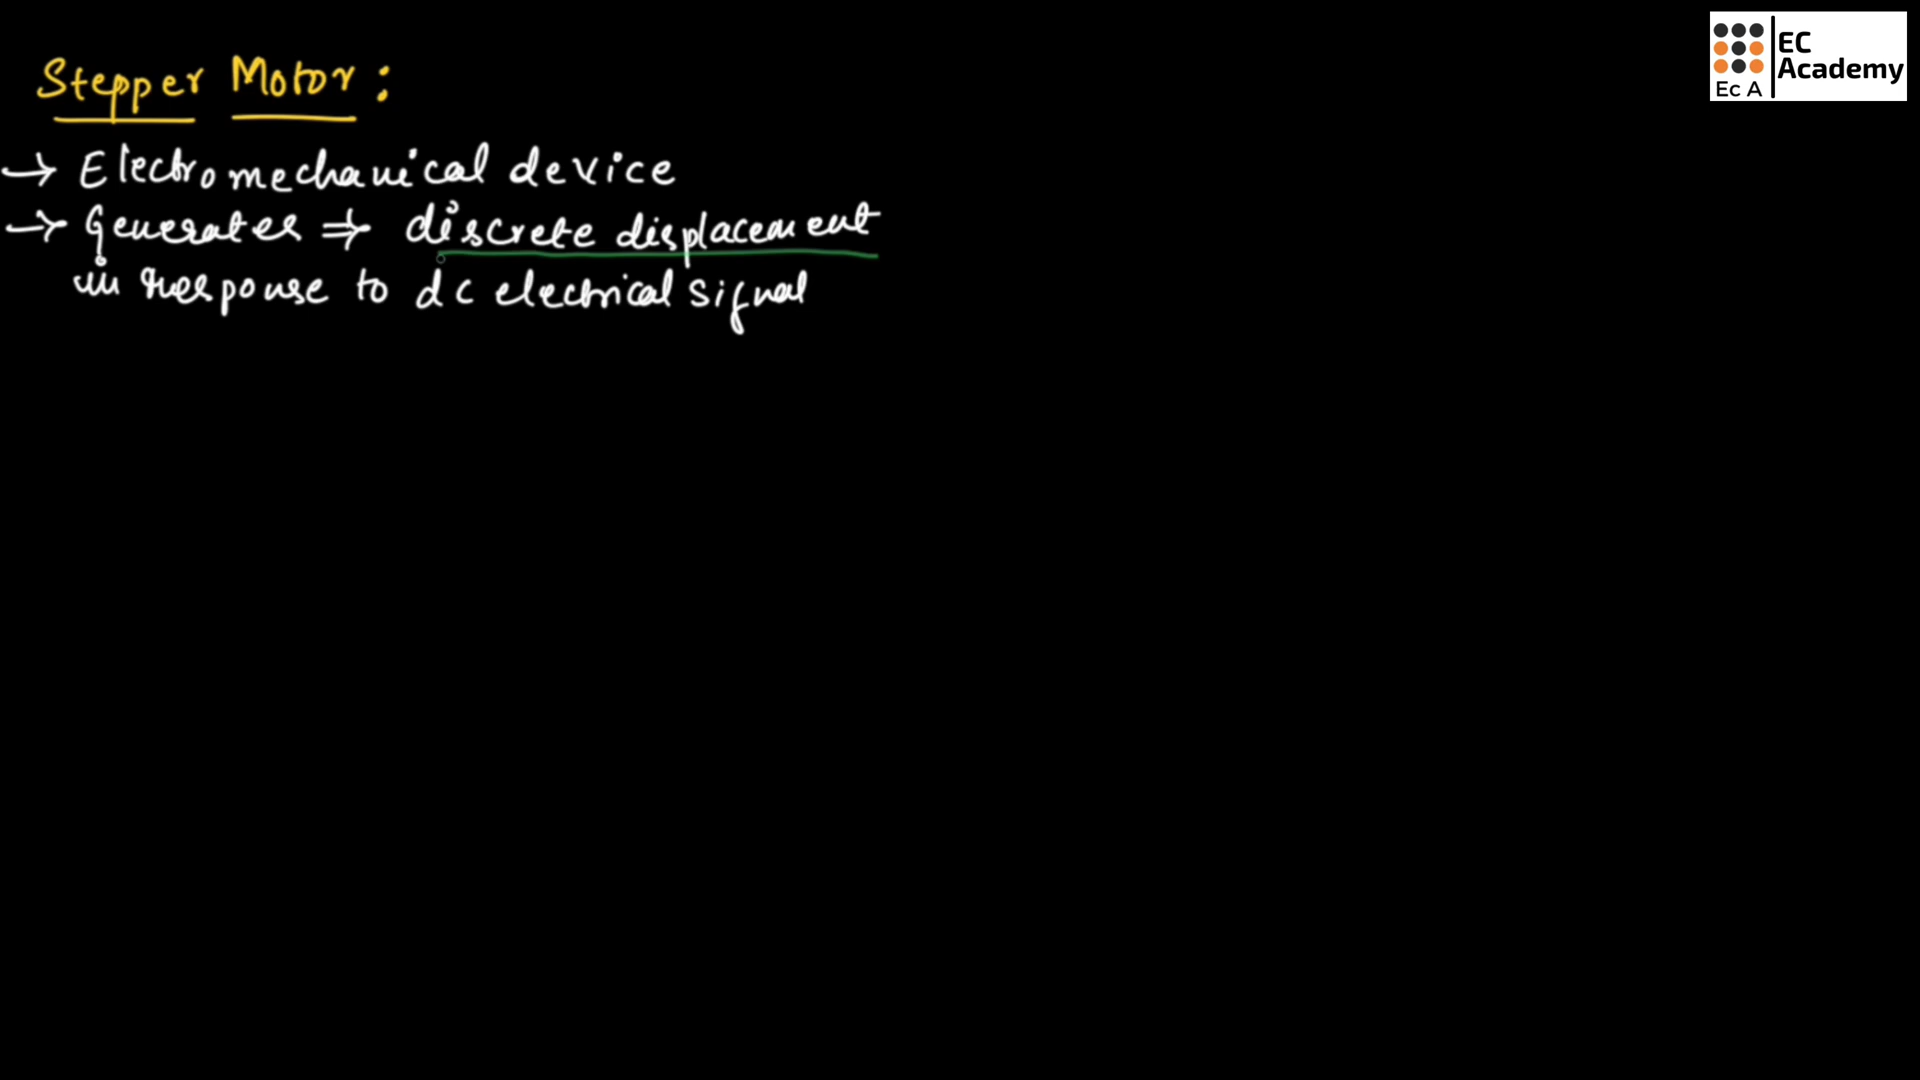 Stepper Motor :
→ Electromechanical device
→ Generates ⇒ discrete displacement
in response to dc electrical signal
EC
Academy
Ec A